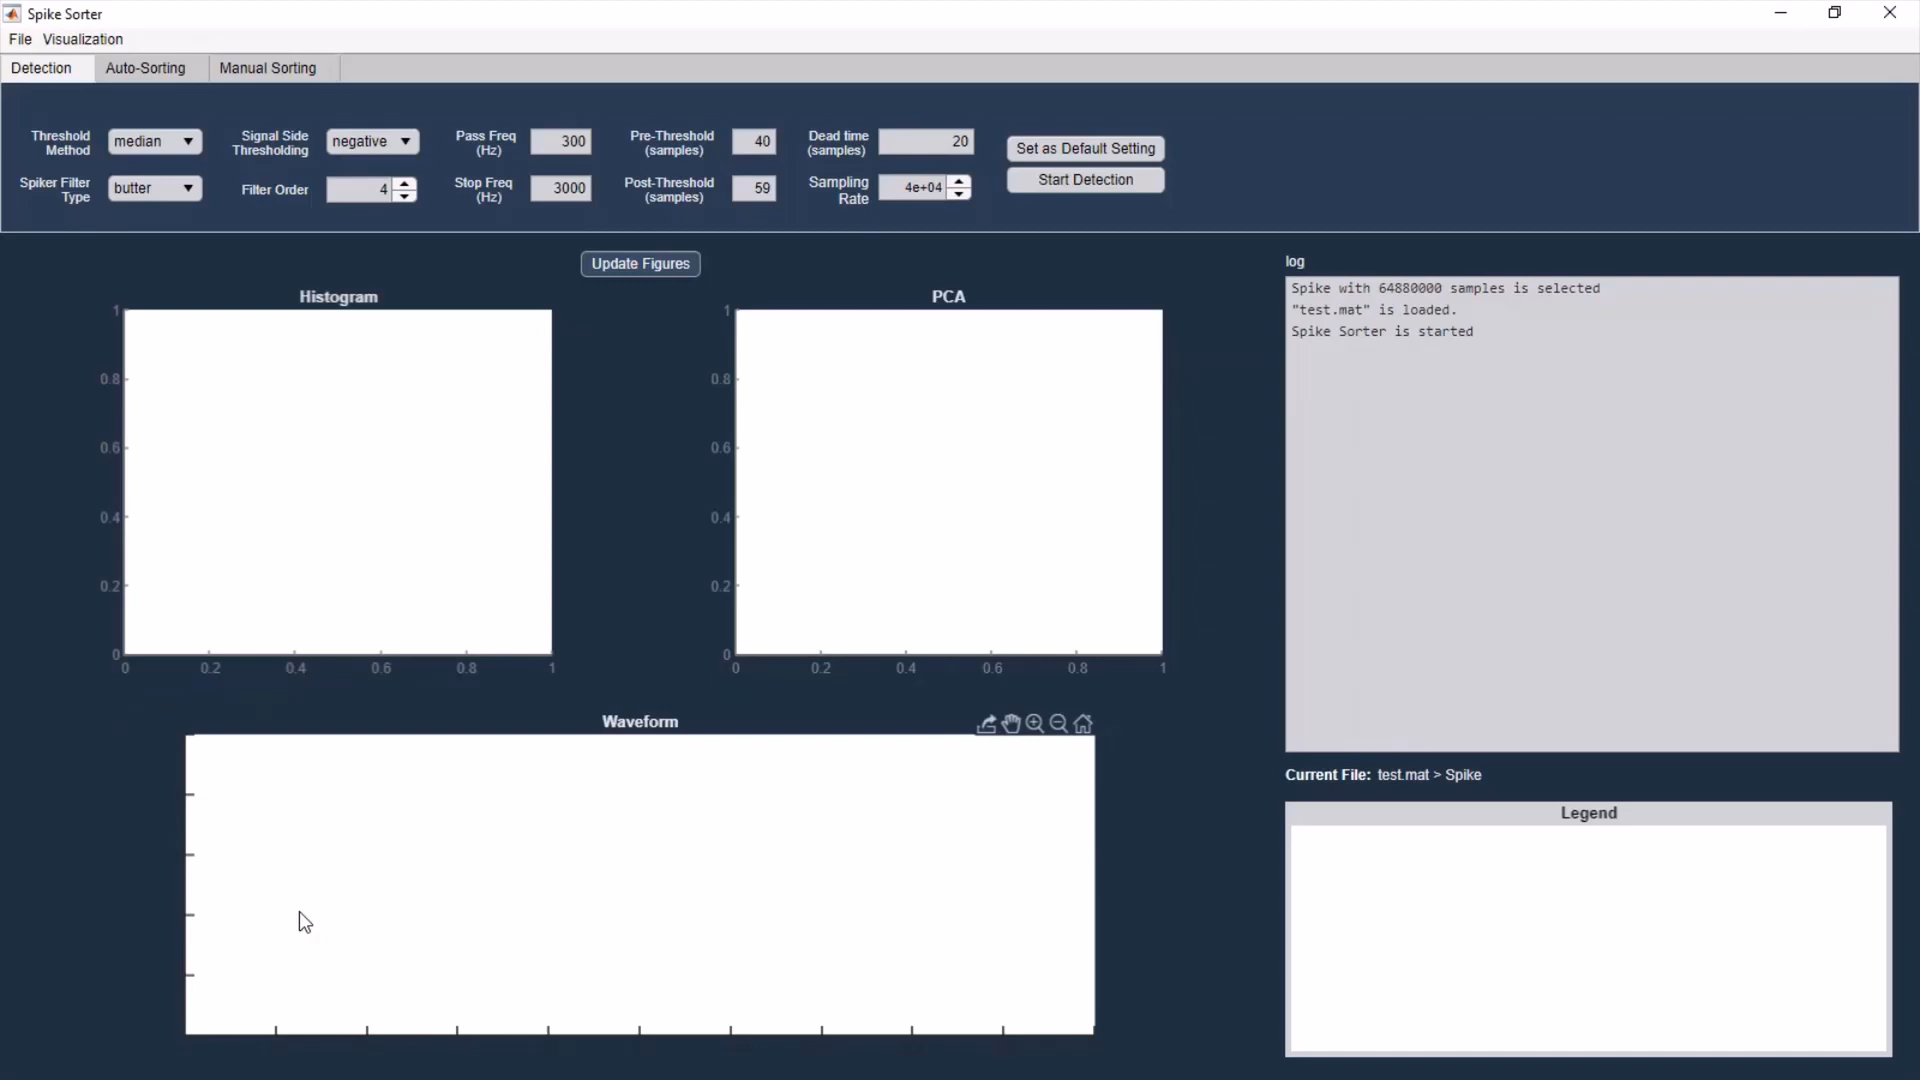 Spike Sorter
File Visualization
Detection Auto-Sorting Manual Sorting
Threshold Method median
Signal Side Thresholding negative
Pass Freq (Hz) 300
Pre-Threshold (samples) 40
Dead time (samples) 20
Set as Default Setting
Spiker Filter Type butter
Filter Order 4
Stop Freq (Hz) 3000
Post-Threshold (samples) 59
Sampling Rate 4e+04
Start Detection
Update Figures
Histogram
1
0.8
0.6
0.4
0.2
0
0 0.2 0.4 0.6 0.8 1
PCA
1
0.8
0.6
0.4
0.2
0
0 0.2 0.4 0.6 0.8 1
Waveform
log
Spike with 64880000 samples is selected
"test.mat" is loaded.
Spike Sorter is started
Current File: test.mat > Spike
Legend